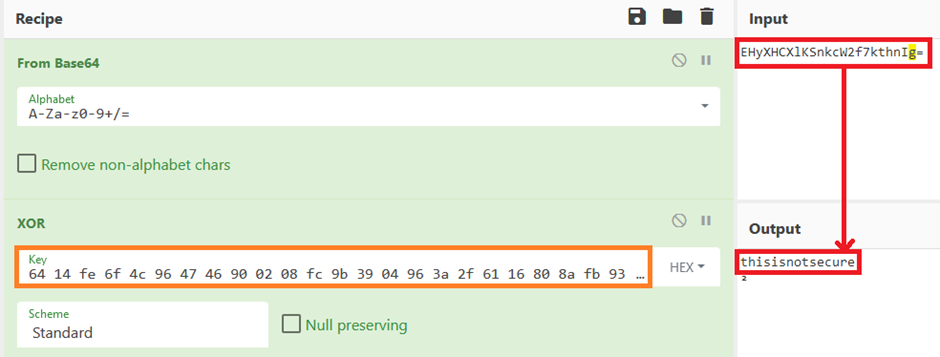 Recipe
Input
From Base64
Alphabet
A-Za-z0-9+/=
Remove non-alphabet chars
XOR
Key
64 14 fe 6f 4c 96 47 46 90 02 08 fc 9b 39 04 96 3a 2f 61 16 80 8a fb 93 …
HEX
Scheme
Standard
Null preserving
EHyXHCXlKSnkcW2f7kthnIg=
Output
thisisnotsecure
²